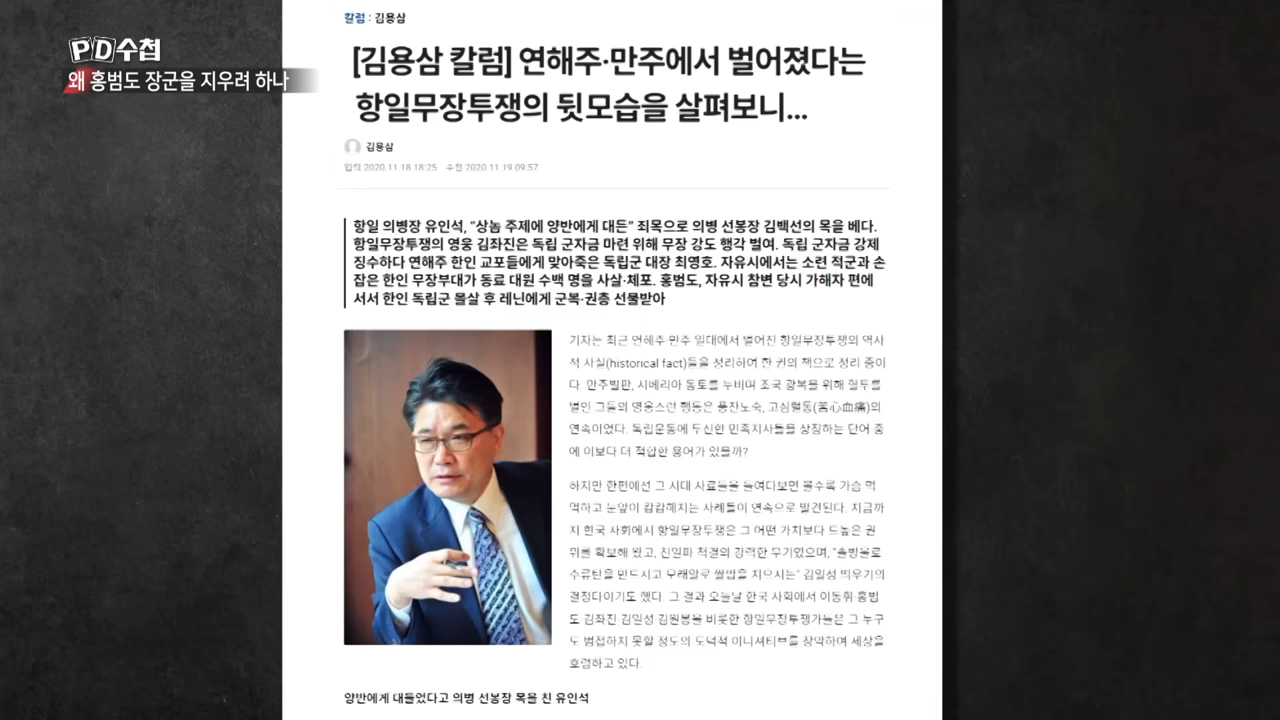 PD수첩
왜 홍범도 장군을 지우려 하나
칼럼 : 김용삼
[김용삼 칼럼] 연해주·만주에서 벌어졌다는
항일무장투쟁의 뒷모습을 살펴보니...
김용삼
입력 2020.11.18 18:25 수정 2020.11.19 09:57
항일 의병장 유인석, “상놈 주제에 양반에게 대든” 죄목으로 의병 선봉장 김백선의 목을 베다.
항일무장투쟁의 영웅 김좌진은 독립 군자금 마련 위해 무장 강도 행각 벌여. 독립 군자금 강제
징수하다 연해주 한인 교포들에게 맞아죽은 독립군 대장 최영호. 자유시에서는 소련 적군과 손
잡은 한인 무장부대가 동료 대원 수백 명을 사살·체포. 홍범도, 자유시 참변 당시 가해자 편에
서서 한인 독립군 몰살 후 레닌에게 군복·권총 선물받아
기자는 최근 연해주·만주 일대에서 벌어진 항일무장투쟁의 역사
적 사실(historical fact)들을 정리하여 한 권의 책으로 정리 중이
다. 만주벌판, 시베리아 동토를 누비며 조국 광복을 위해 혈투를
벌인 그들의 영웅스런 행동은 풍찬노숙, 고심혈통(苦心血痛)의
연속이었다. 독립운동에 투신한 민족지사들을 상징하는 단어 중
에 이보다 더 적합한 용어가 있을까?
하지만 한편에선 그 시대 사료들을 들여다보면 볼수록 가슴 먹
먹하고 눈앞이 캄캄해지는 사례들이 연속으로 발견된다. 지금까
지 한국 사회에서 항일무장투쟁은 그 어떤 가치보다 드높은 권
위를 확보해 왔고, 친일파 척결의 강력한 무기였으며, “솔방울로
수류탄을 만드시고 모래알로 쌀밥을 지으시는” 김일성 띄우기의
결정타이기도 했다. 그 결과 오늘날 한국 사회에서 이동휘·홍범
도·김좌진·김일성·김원봉을 비롯한 항일무장투쟁가들은 그 누구
도 범접하지 못할 정도의 도덕적 이니셔티브를 장악하여 세상을
호령하고 있다.
양반에게 대들었다고 의병 선봉장 목을 친 유인석